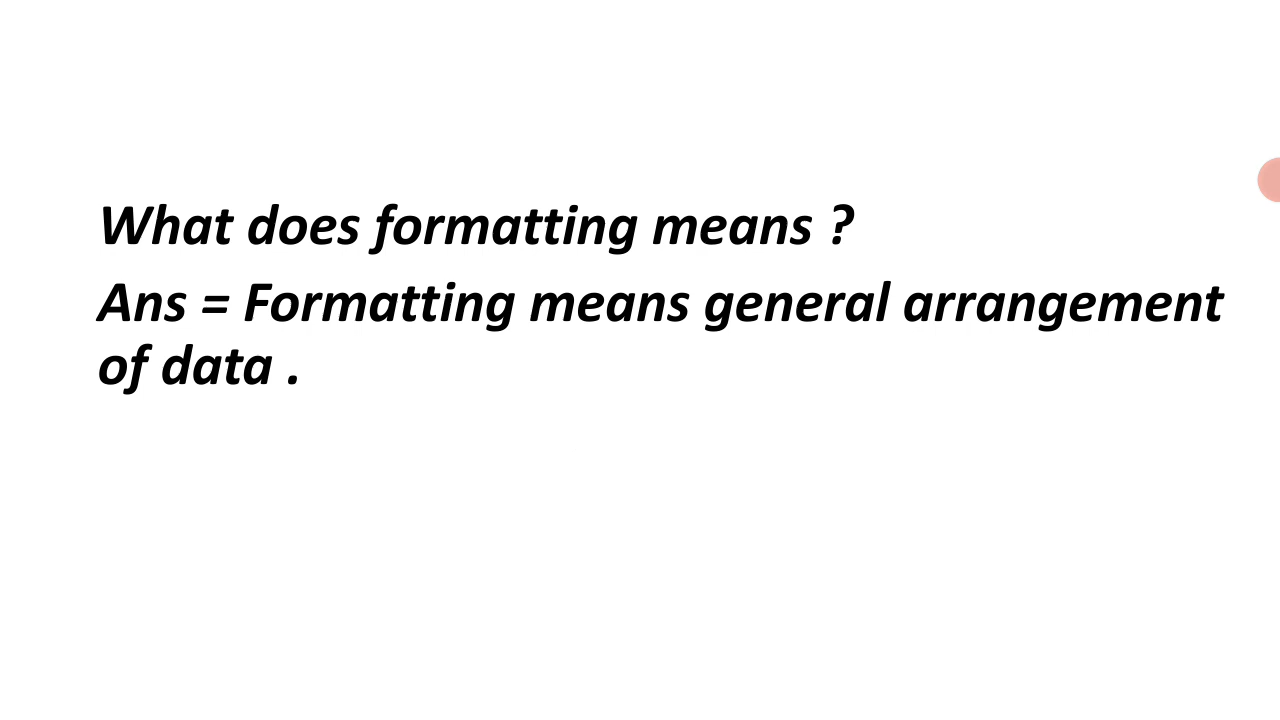 What does formatting means ?
Ans = Formatting means general arrangement
of data .